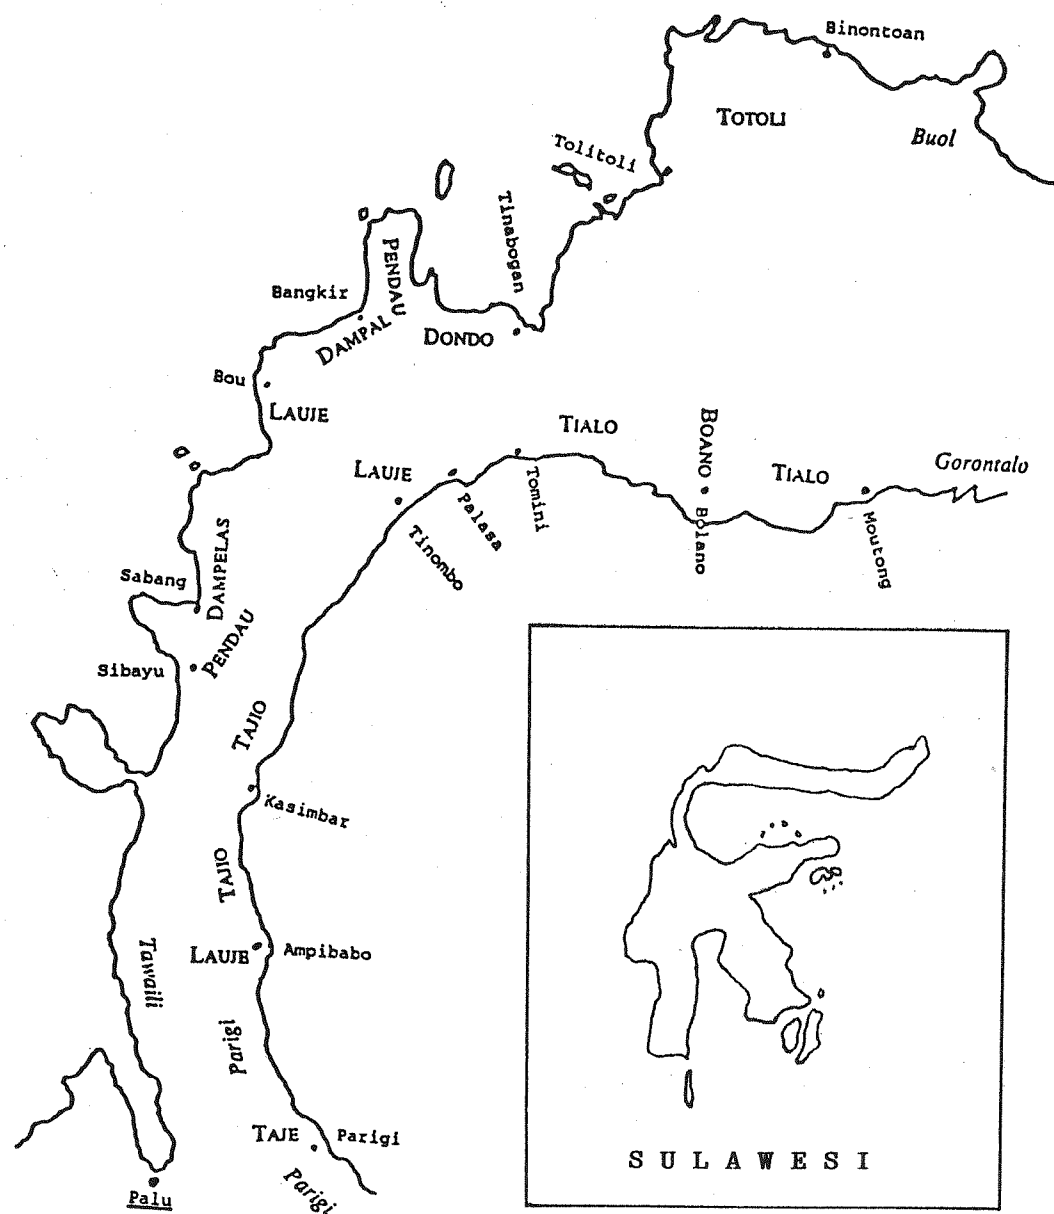 Binontoan
TOTOLI
Buol
Tolitoli
Tinabogan
PENDAU
Bangkir
DAMPAL
DONDO
Bou
LAUJE
TIALO
BOANO
LAUJE
TIALO
Gorontalo
Palasa
Tomini
Bolano
Moutong
Tinombo
DAMPELAS
Sabang
PENDAU
Sibayu
TAJIO
Kasimbar
TAJIO
LAUJE
Ampibabo
Tawaili
Parigi
TAJE
Parigi
Parigi
Palu
SULAWESI